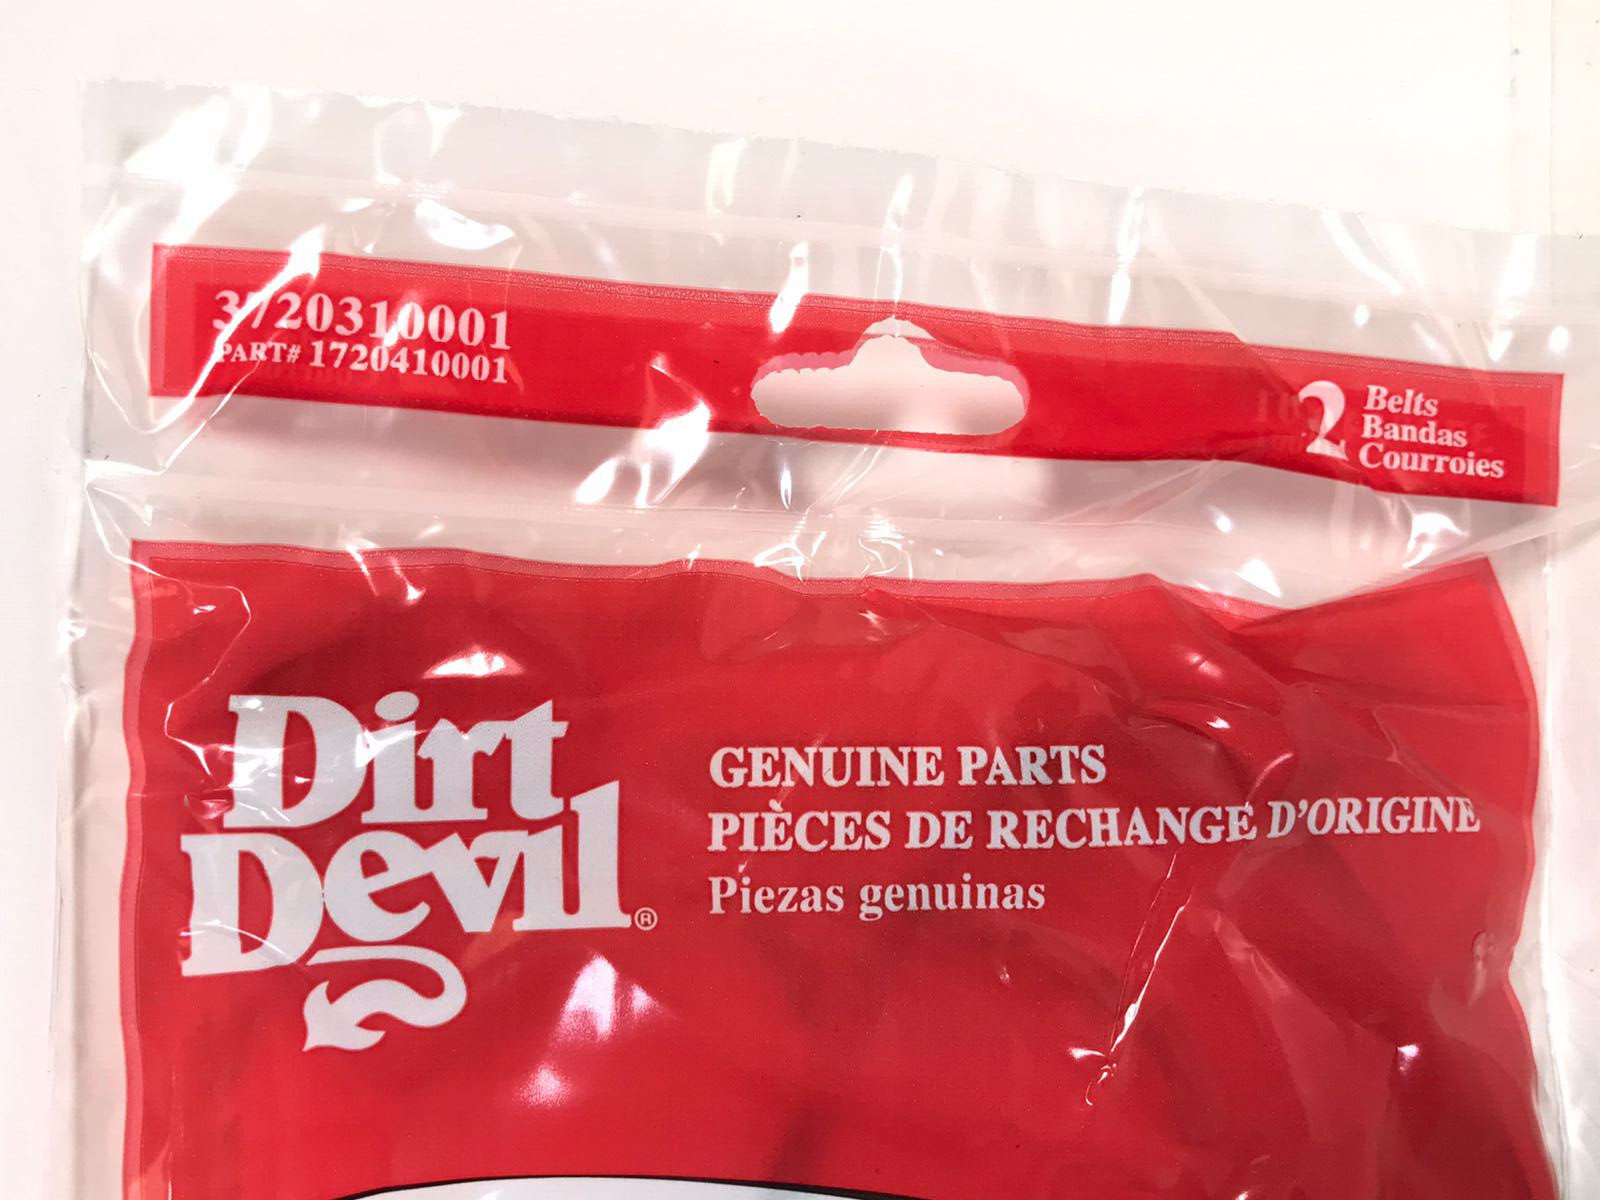 3720310001
PART# 1720410001
2 Belts
Bandas
Courroies
Dirt
Devil®
GENUINE PARTS
PIÈCES DE RECHANGE D'ORIGINE
Piezas genuinas